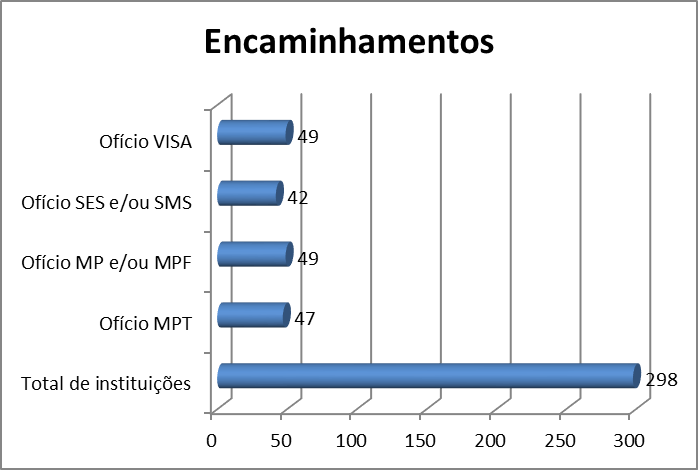 Encaminhamentos
Ofício VISA 49
Ofício SES e/ou SMS 42
Ofício MP e/ou MPF 49
Ofício MPT 47
Total de instituições 298
0 50 100 150 200 250 300